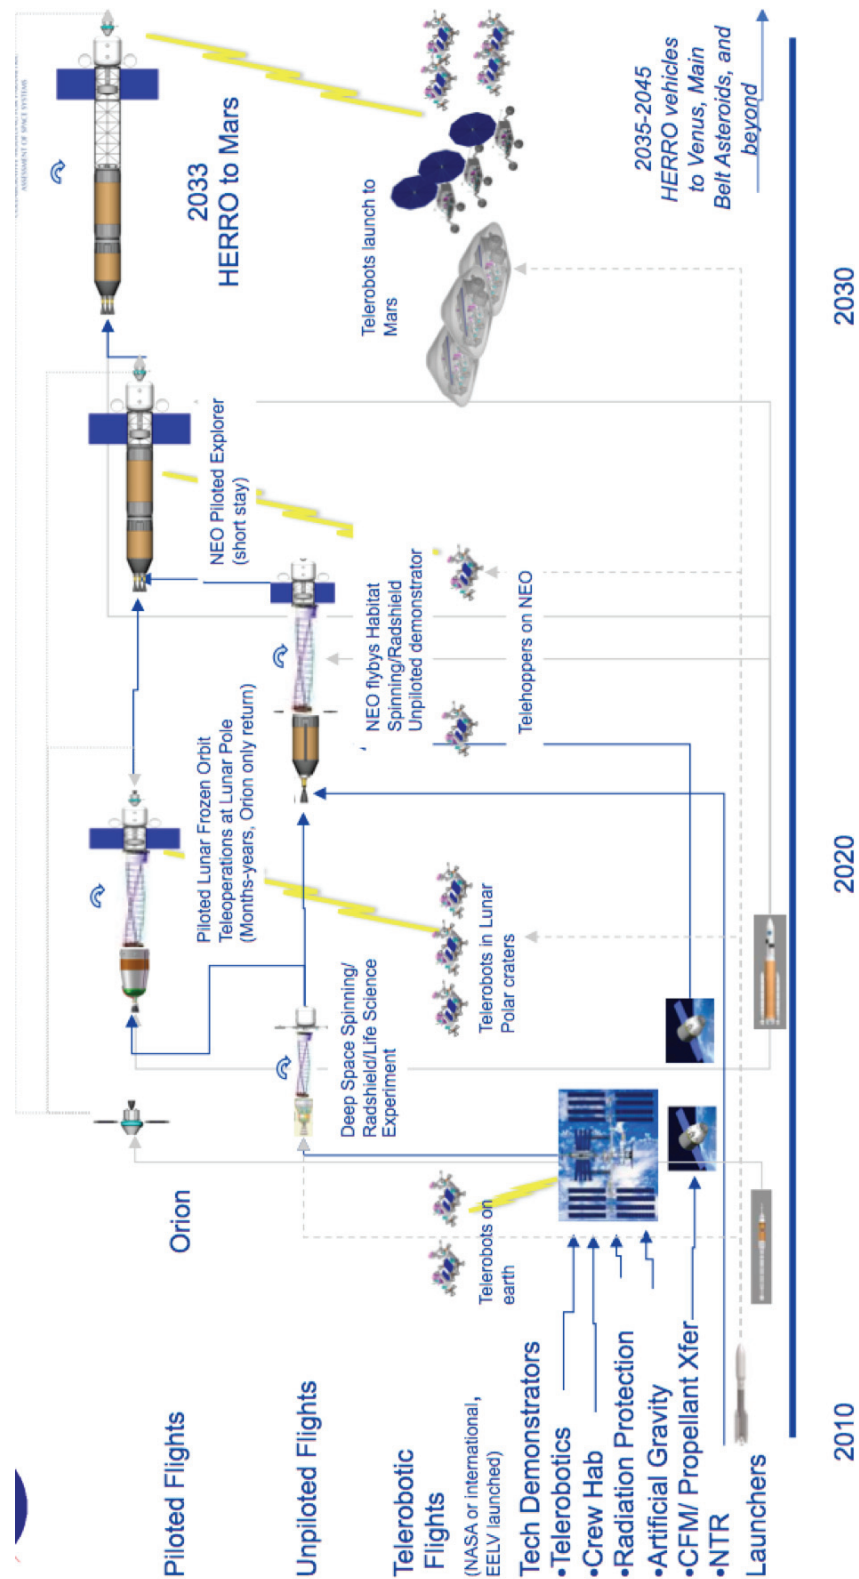 ASSESSMENT OF SPACE SYSTEMS
2033
HERRO to Mars
2035-2045
HERRO vehicles
to Venus, Main
Belt Asteroids, and
beyond
Telerobots launch to
Mars
NEO Piloted Explorer
(short stay)
NEO flybys Habitat
Spinning/Radshield
Unpiloted demonstrator
Telehoppers on NEO
Piloted Lunar Frozen Orbit
Teleoperations at Lunar Pole
(Months-years, Orion only return)
Telerobots in Lunar
Polar craters
Deep Space Spinning/
Radshield/Life Science
Experiment
Orion
Telerobots on
earth
Piloted Flights
Unpiloted Flights
Telerobotic
Flights
(NASA or international,
EELV launched)
Tech Demonstrators
•Telerobotics
•Crew Hab
•Radiation Protection
•Artificial Gravity
•CFM/ Propellant Xfer
•NTR
Launchers
2010
2020
2030